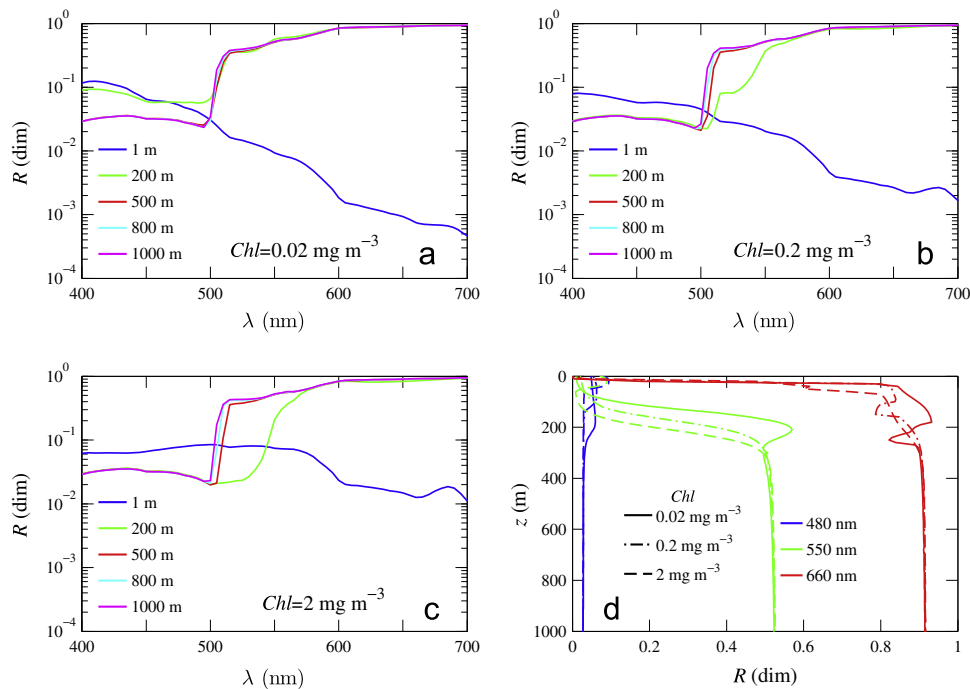 10^0
10^−1
10^−2
10^−3
10^−4
R (dim)
1 m
200 m
500 m
800 m
1000 m
Chl=0.02 mg m^−3
a
400 500 600 700
λ (nm)
10^0
10^−1
10^−2
10^−3
10^−4
R (dim)
1 m
200 m
500 m
800 m
1000 m
Chl=0.2 mg m^−3
b
400 500 600 700
λ (nm)
10^0
10^−1
10^−2
10^−3
10^−4
R (dim)
1 m
200 m
500 m
800 m
1000 m
Chl=2 mg m^−3
c
400 500 600 700
λ (nm)
0
200
400
600
800
1000
z (m)
Chl
0.02 mg m^−3
0.2 mg m^−3
2 mg m^−3
480 nm
550 nm
660 nm
d
0 0.2 0.4 0.6 0.8 1
R (dim)